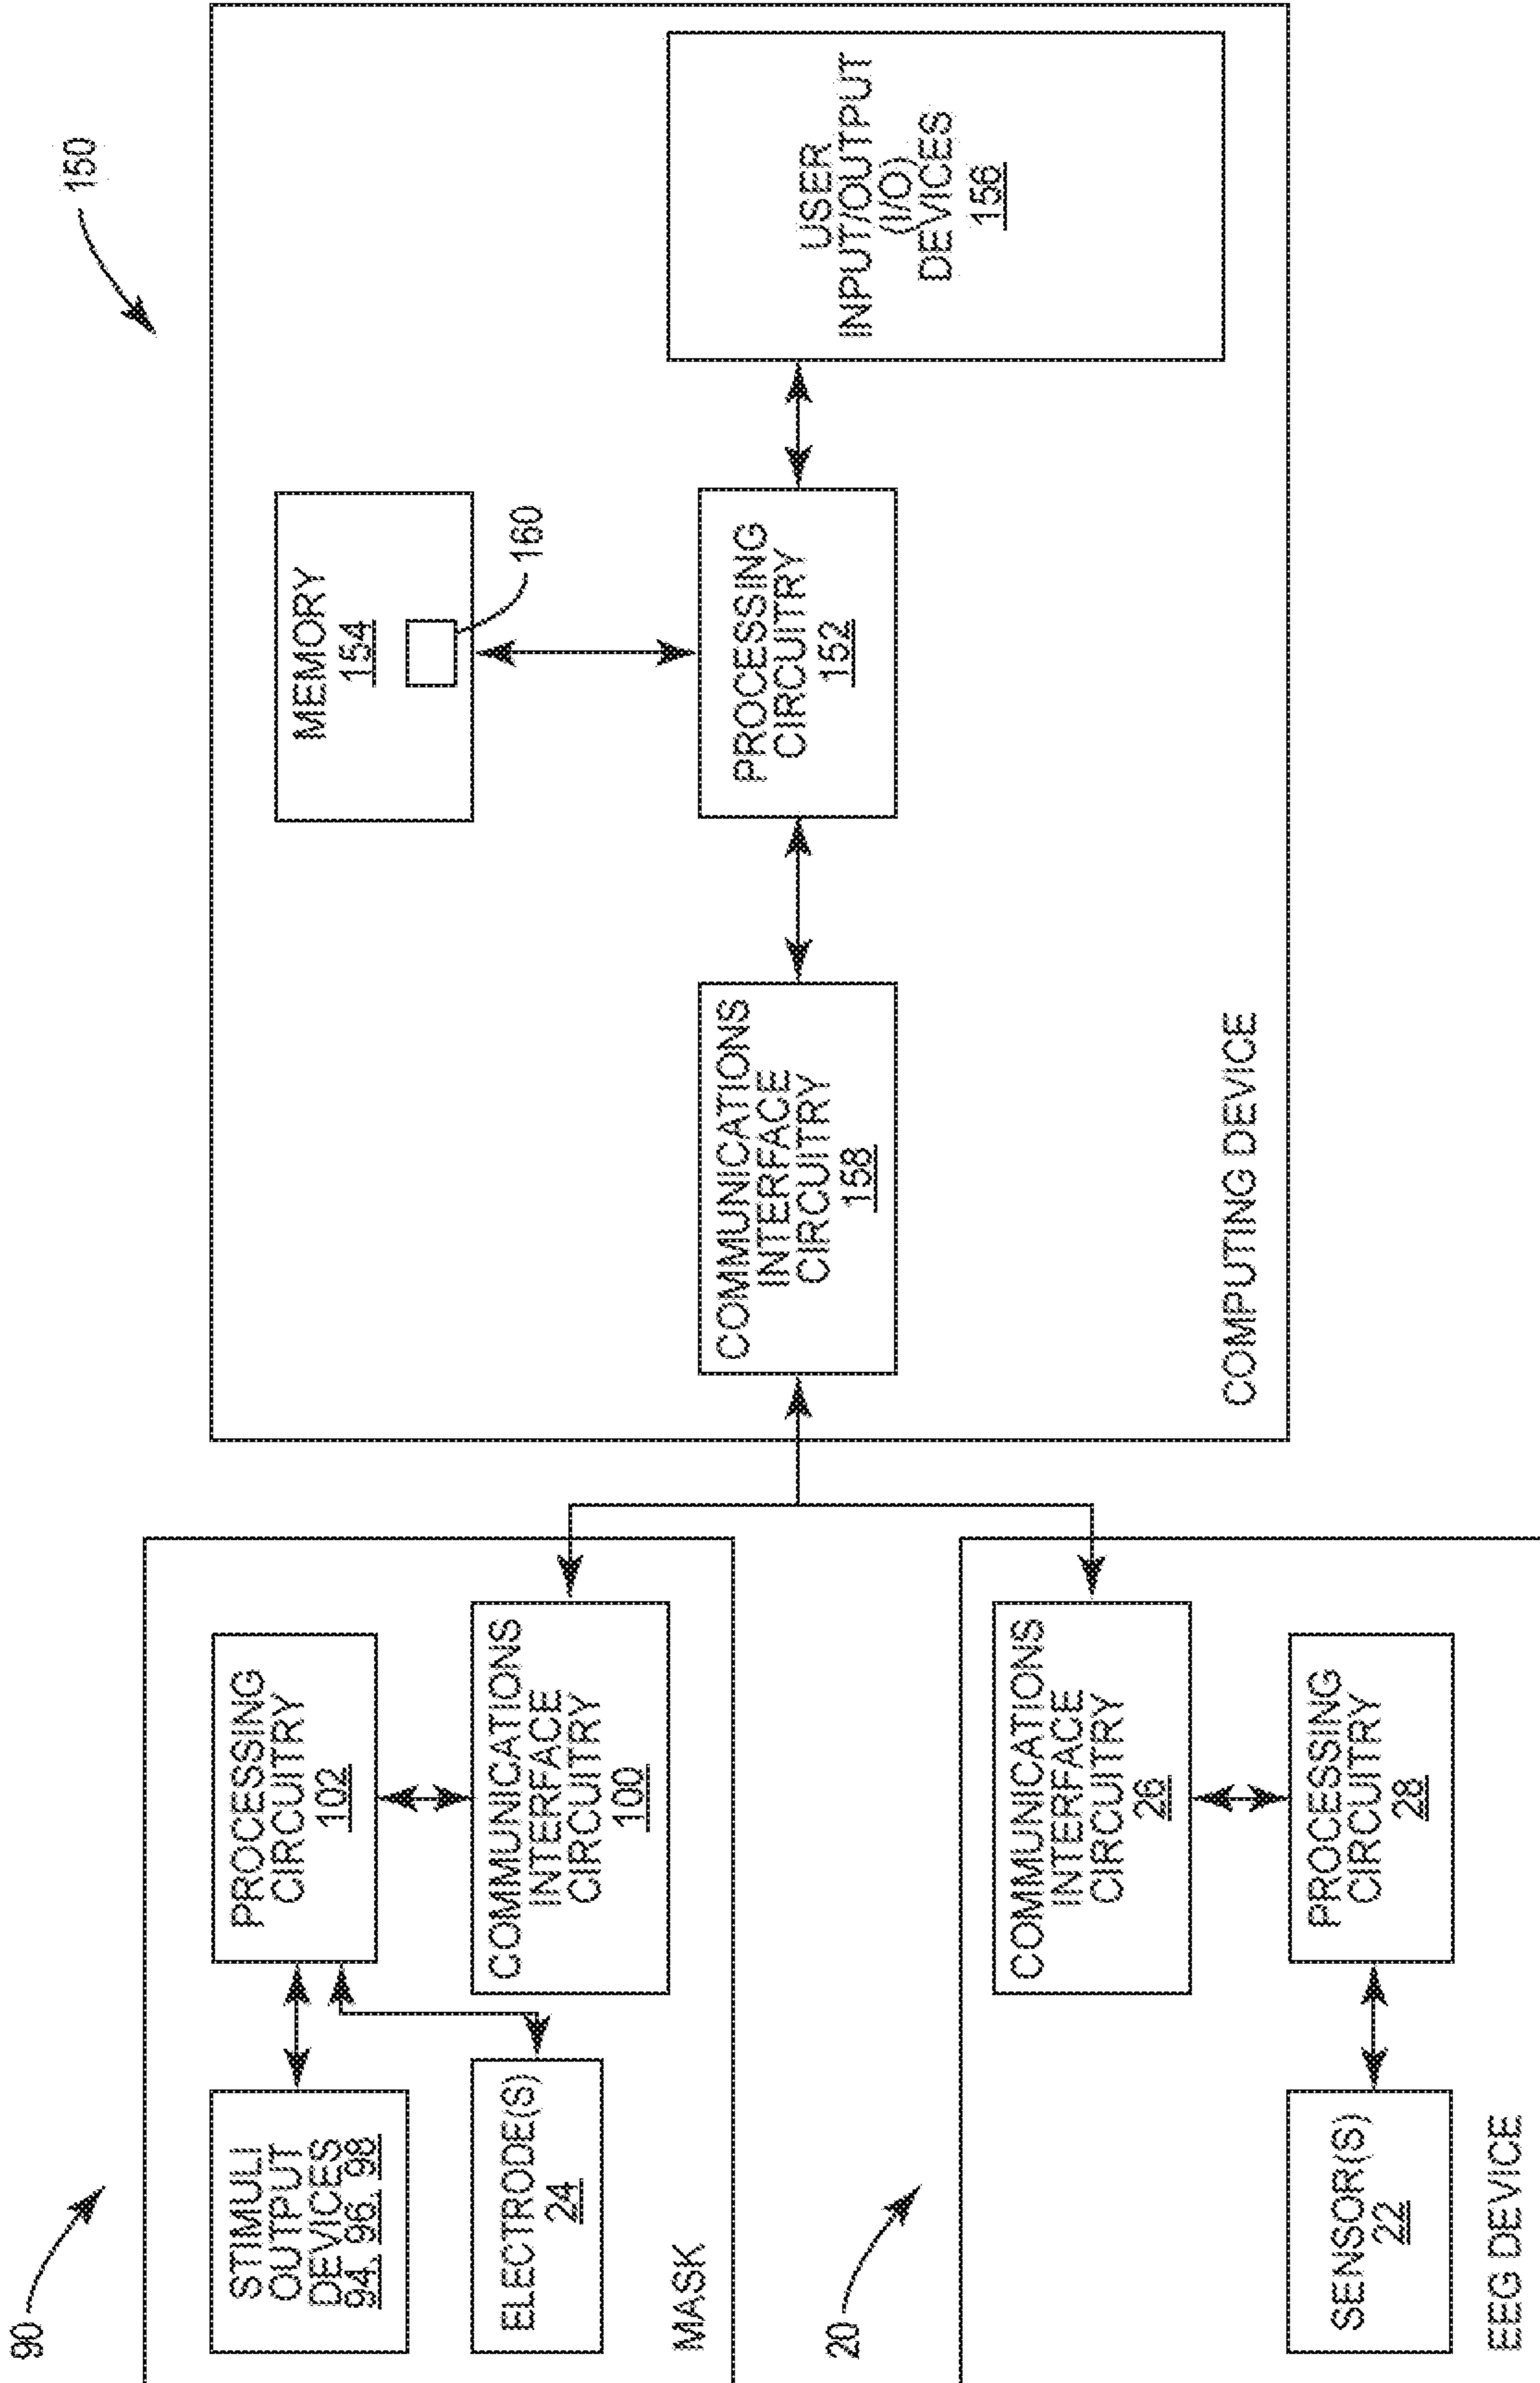 90
STIMULI
OUTPUT
DEVICES
94, 96, 98
PROCESSING
CIRCUITRY
102
ELECTRODE(S)
24
COMMUNICATIONS
INTERFACE
CIRCUITRY
100
MASK
20
COMMUNICATIONS
INTERFACE
CIRCUITRY
26
SENSOR(S)
22
PROCESSING
CIRCUITRY
28
EEG DEVICE
150
MEMORY
154
160
COMMUNICATIONS
INTERFACE
CIRCUITRY
158
PROCESSING
CIRCUITRY
152
USER
INPUT/OUTPUT
(I/O)
DEVICES
156
COMPUTING DEVICE